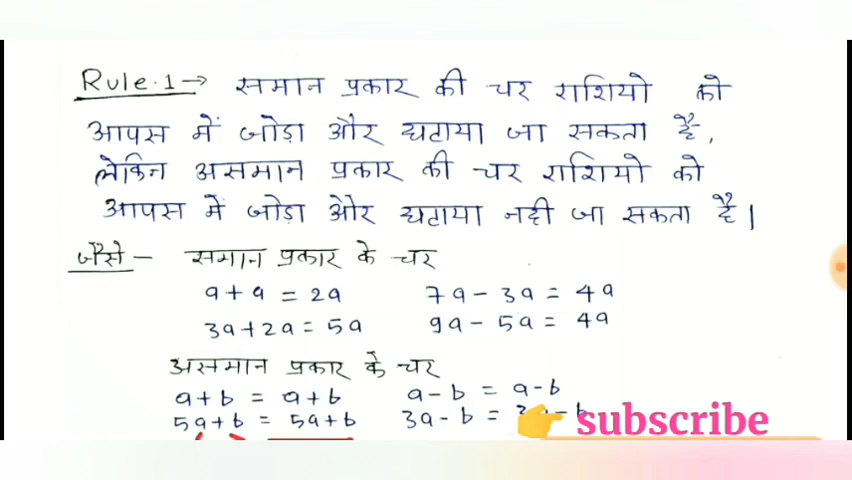 Rule.1→ समान प्रकार की चर राशियो को
आपस में जोड़ा और घटाया जा सकता है,
लेकिन असमान प्रकार की चर राशियो को
आपस में जोड़ा और घटाया नही जा सकता है।
जैसे - समान प्रकार के चर
a + a = 2a 7a - 3a = 4a
3a + 2a = 5a 9a - 5a = 4a
असमान प्रकार के चर
a + b = a + b a - b = a - b
5a + b = 5a + b 3a - b = 3a - b
subscribe